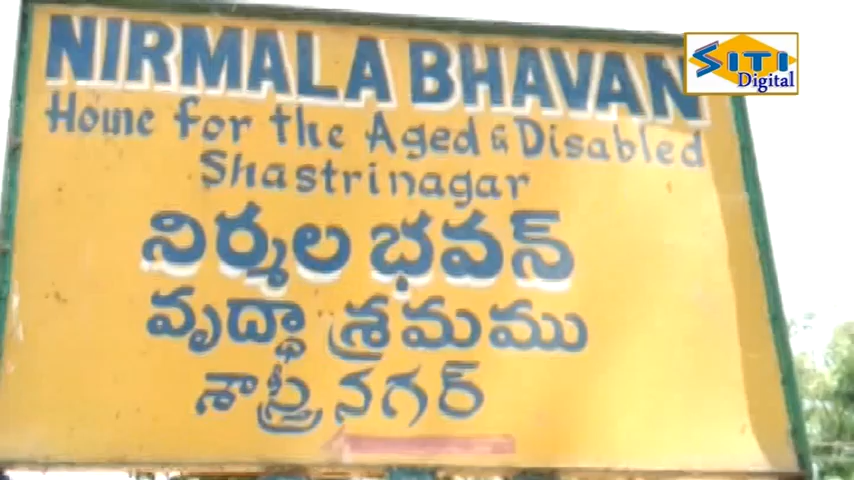 SITI
Digital
NIRMALA BHAVAN
Home for the Aged & Disabled
Shastrinagar
నిర్మల భవన్
వృద్ధా శ్రమము
శాస్త్రినగర్